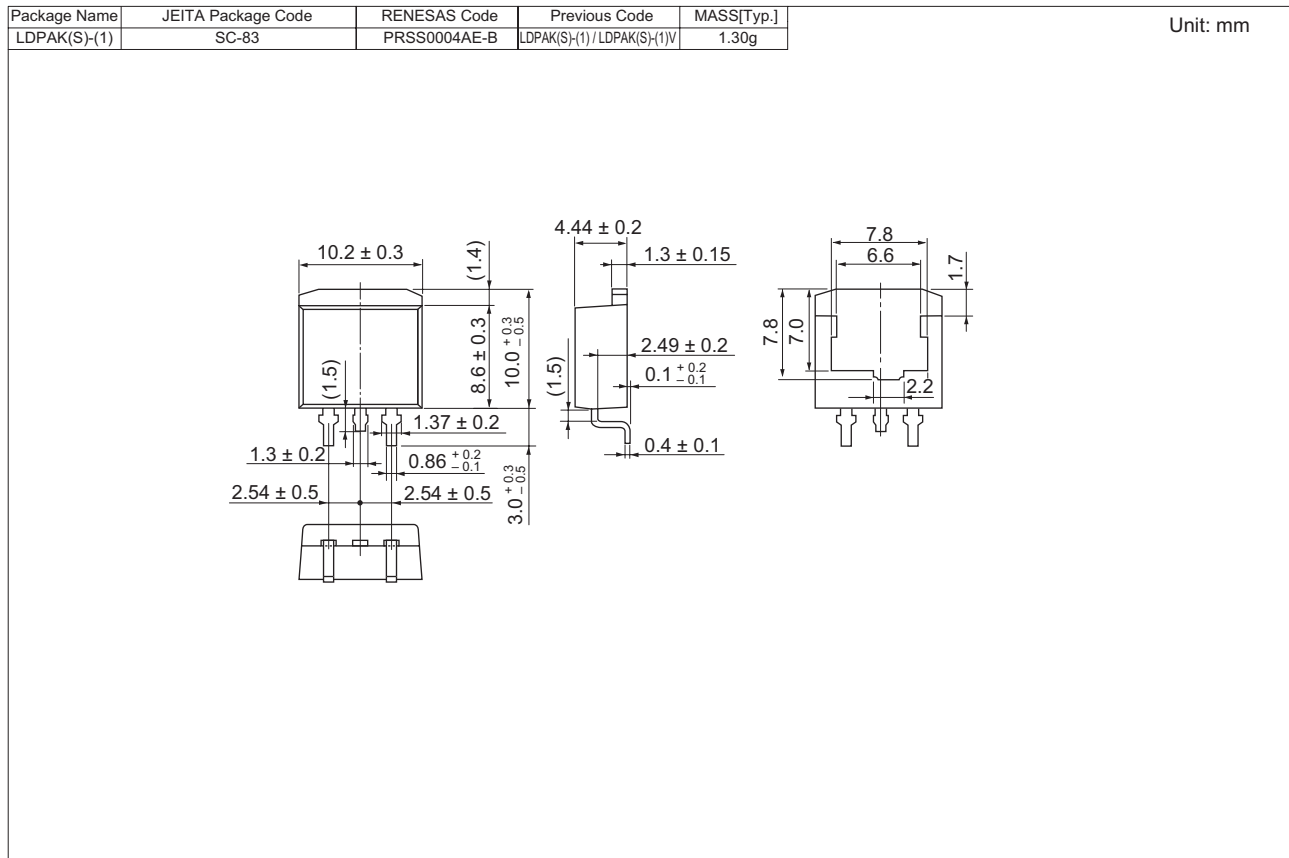 Package Name JEITA Package Code RENESAS Code Previous Code MASS[Typ.]
LDPAK(S)-(1) SC-83 PRSS0004AE-B LDPAK(S)-(1) / LDPAK(S)-(1)V 1.30g
Unit: mm
10.2 ± 0.3
(1.4)
8.6 ± 0.3
10.0 + 0.3 – 0.5
(1.5)
1.37 ± 0.2
1.3 ± 0.2
0.86 + 0.2 – 0.1
2.54 ± 0.5
2.54 ± 0.5
3.0 + 0.3 – 0.5
4.44 ± 0.2
1.3 ± 0.15
2.49 ± 0.2
(1.5)
0.1 + 0.2 – 0.1
0.4 ± 0.1
7.8
6.6
1.7
7.8
7.0
2.2